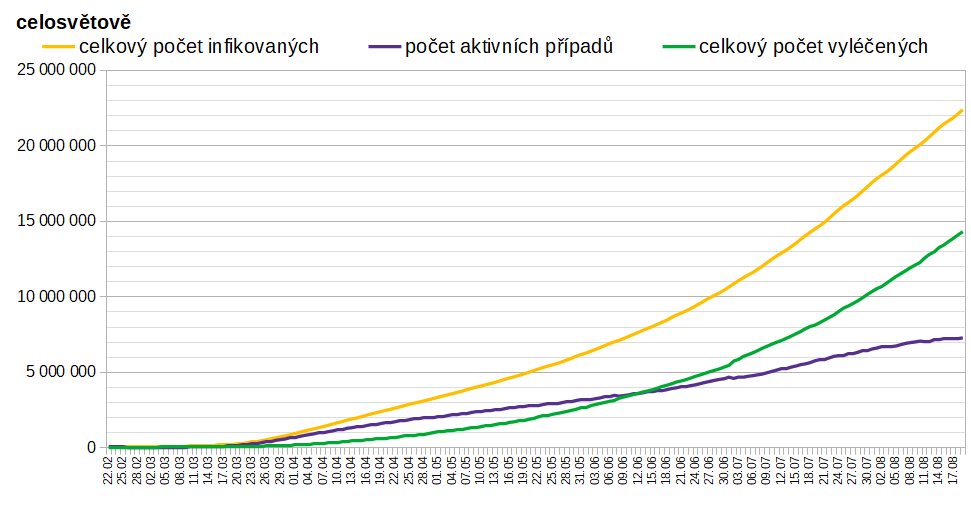 celosvětově
celkový počet infikovaných počet aktivních případů celkový počet vyléčených
25 000 000
20 000 000
15 000 000
10 000 000
5 000 000
0
22.02 25.02 28.02 02.03 05.03 08.03 11.03 14.03 17.03 20.03 23.03 26.03 29.03 01.04 04.04 07.04 10.04 13.04 16.04 19.04 22.04 25.04 28.04 01.05 04.05 07.05 10.05 13.05 16.05 19.05 22.05 25.05 28.05 31.05 03.06 06.06 09.06 12.06 15.06 18.06 21.06 24.06 27.06 30.06 03.07 06.07 09.07 12.07 15.07 18.07 21.07 24.07 27.07 30.07 02.08 05.08 08.08 11.08 14.08 17.08